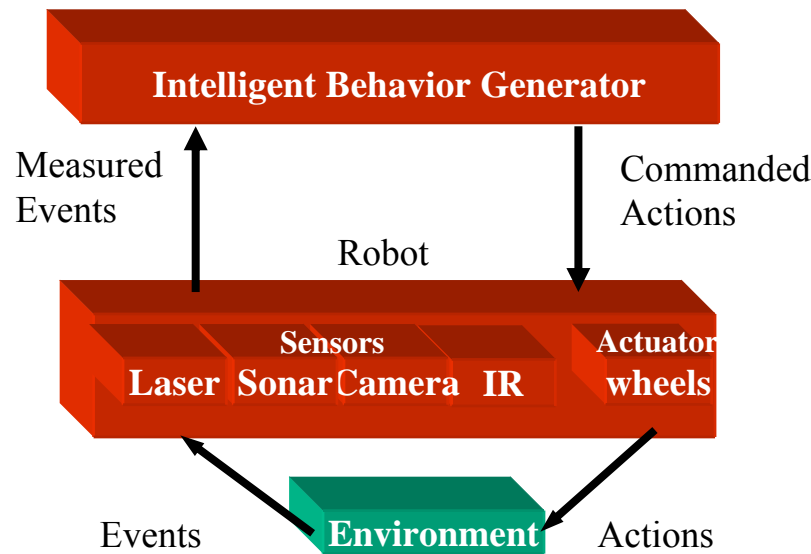 Intelligent Behavior Generator
Measured
Events
Commanded
Actions
Robot
Sensors
Actuator
Laser
Sonar
Camera
IR
wheels
Events
Environment
Actions